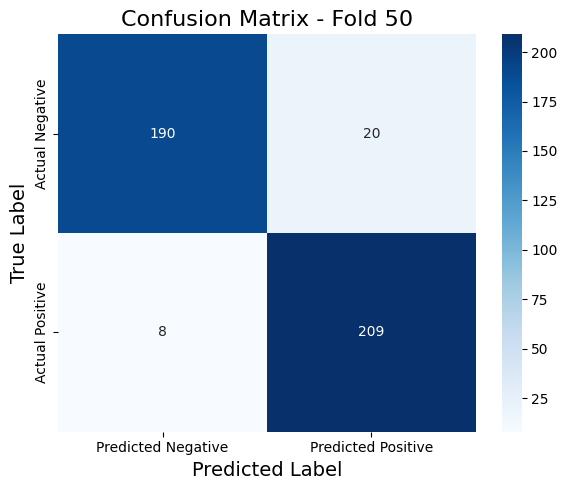 Confusion Matrix - Fold 50
True Label
Actual Negative
Actual Positive
190
20
8
209
Predicted Negative
Predicted Positive
Predicted Label
200
175
150
125
100
75
50
25